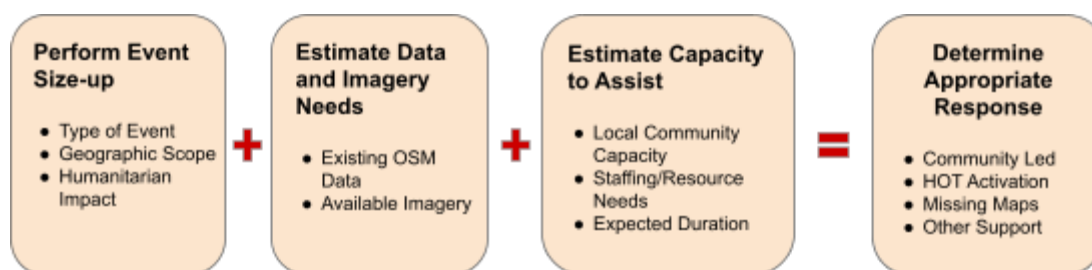 Perform Event
Size-up
● Type of Event
● Geographic Scope
● Humanitarian
Impact
+
Estimate Data
and Imagery
Needs
● Existing OSM
Data
● Available Imagery
+
Estimate Capacity
to Assist
● Local Community
Capacity
● Staffing/Resource
Needs
● Expected Duration
=
Determine
Appropriate
Response
● Community Led
● HOT Activation
● Missing Maps
● Other Support